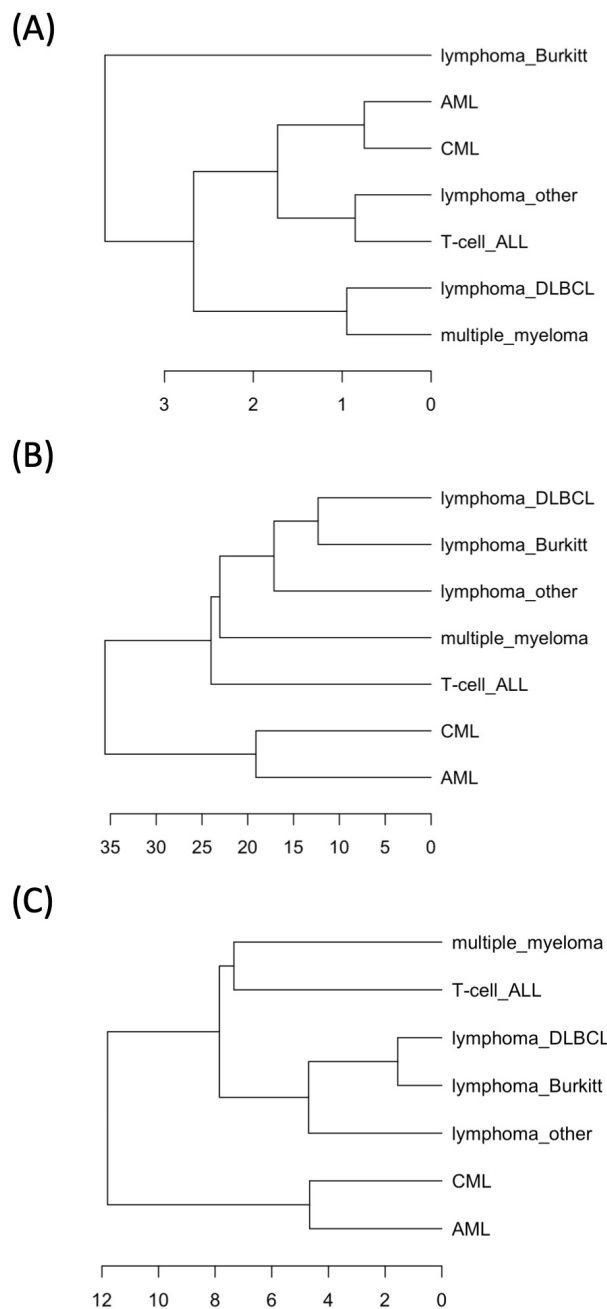 (A)
lymphoma_Burkitt
AML
CML
lymphoma_other
T-cell_ALL
lymphoma_DLBCL
multiple_myeloma
3 2 1 0
(B)
lymphoma_DLBCL
lymphoma_Burkitt
lymphoma_other
multiple_myeloma
T-cell_ALL
CML
AML
35 30 25 20 15 10 5 0
(C)
multiple_myeloma
T-cell_ALL
lymphoma_DLBCL
lymphoma_Burkitt
lymphoma_other
CML
AML
12 10 8 6 4 2 0